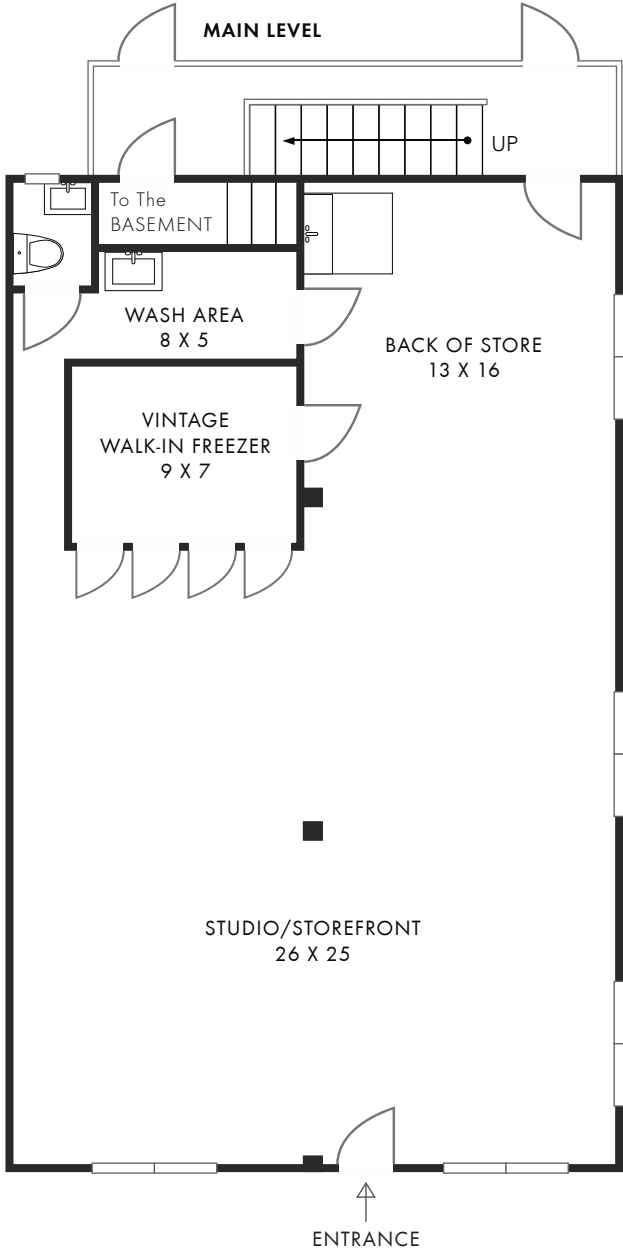 MAIN LEVEL
UP
To The
BASEMENT
WASH AREA
8 X 5
BACK OF STORE
13 X 16
VINTAGE
WALK-IN FREEZER
9 X 7
STUDIO/STOREFRONT
26 X 25
ENTRANCE